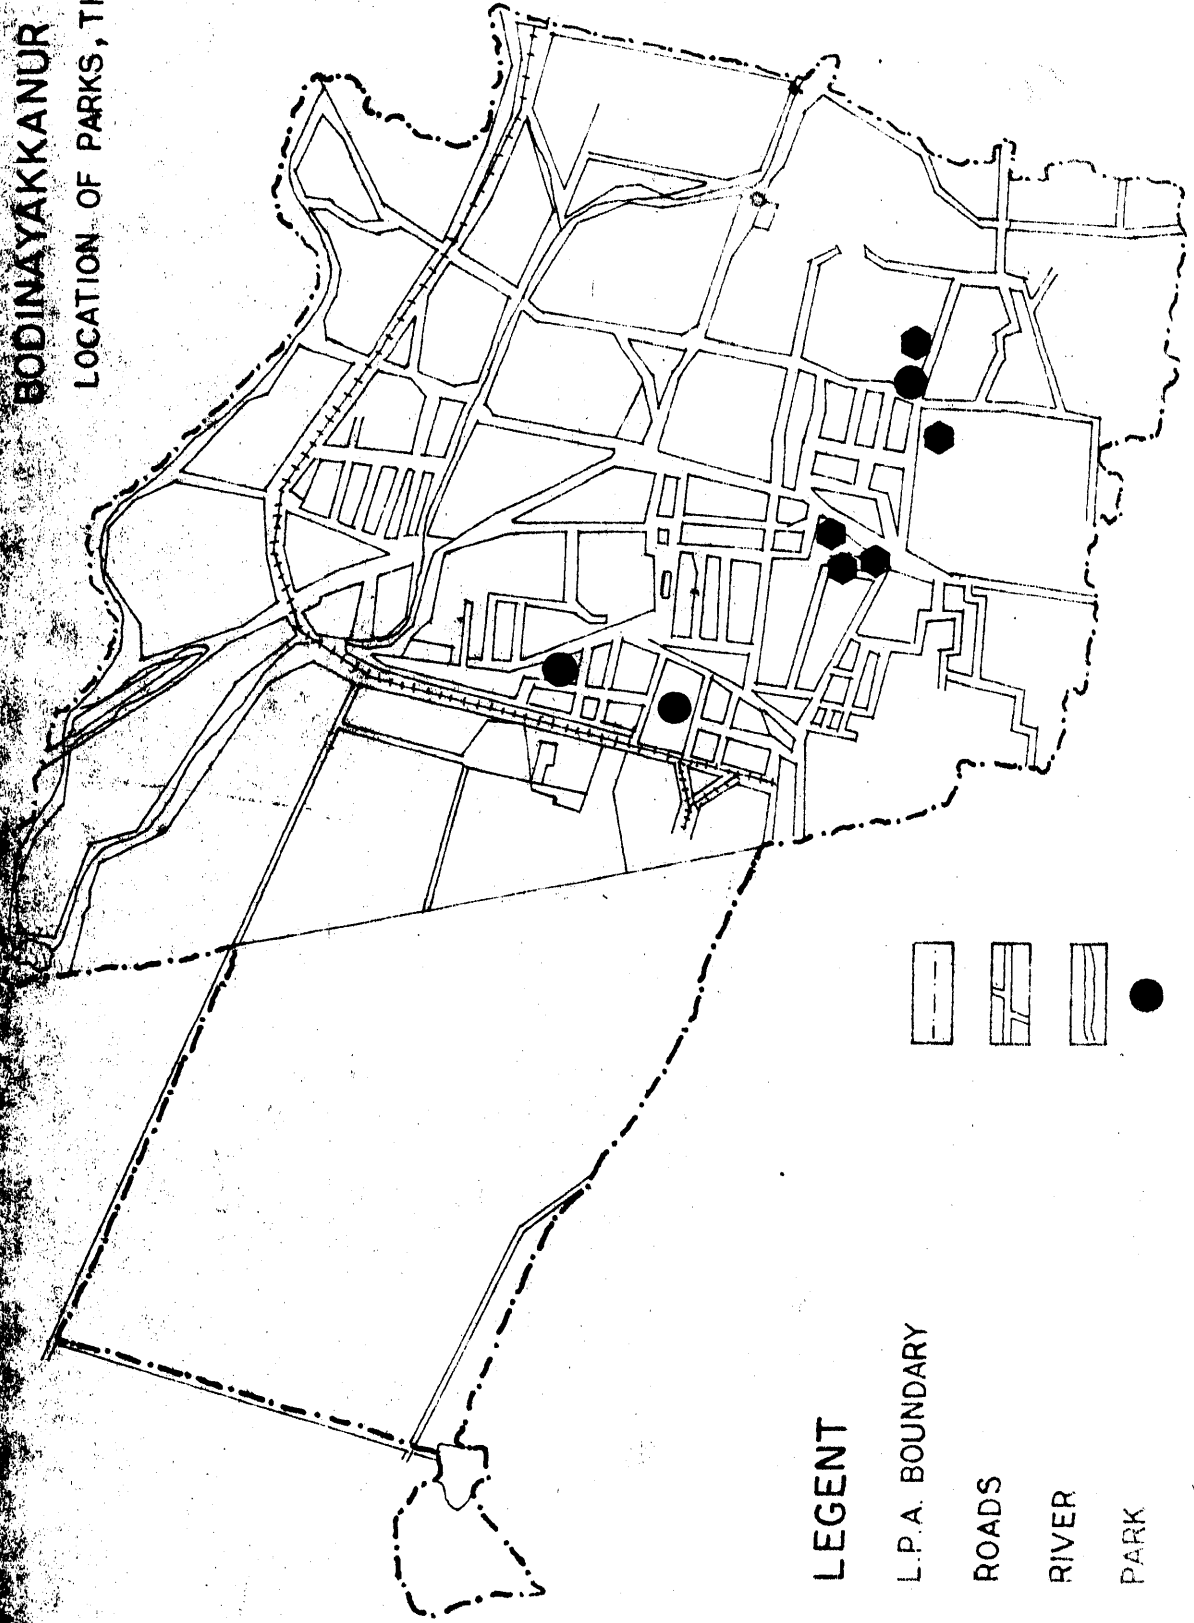 BODINAYAKKANUR
LOCATION OF PARKS,
LEGENT
L.P.A. BOUNDARY
ROADS
RIVER
PARK